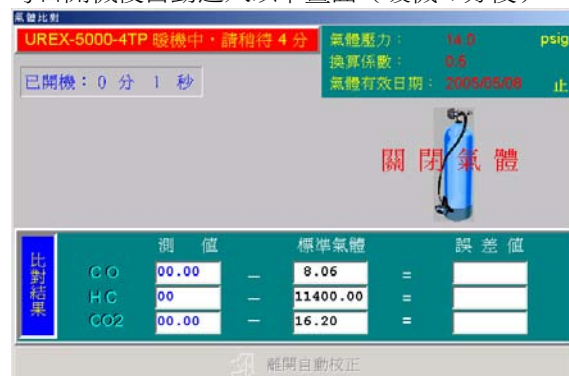 氣體比對
UREX-5000-4TP 暖機中，請稍待 4 分
氣體壓力： 14.0 psig
換算係數： 0.5
氣體有效日期： 2005/05/08 止
已開機：0 分 1 秒
關閉氣體
測 值 標準氣體 誤差值
比對結果
CO 00.00 — 8.06 =
HC 00 — 11400.00 =
CO2 00.00 — 16.20 =
離開自動校正